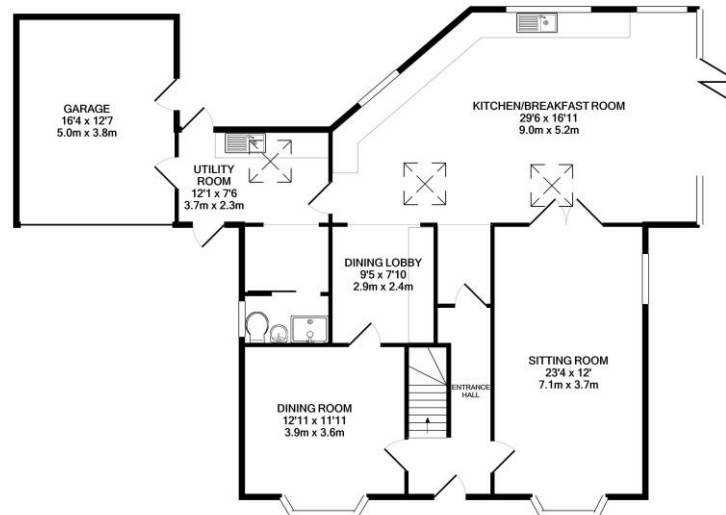 GARAGE
16'4 x 12'7
5.0m x 3.8m
KITCHEN/BREAKFAST ROOM
29'6 x 16'11
9.0m x 5.2m
UTILITY
ROOM
12'1 x 7'6
3.7m x 2.3m
DINING LOBBY
9'5 x 7'10
2.9m x 2.4m
SITTING ROOM
23'4 x 12'
7.1m x 3.7m
ENTRANCE
HALL
DINING ROOM
12'11 x 11'11
3.9m x 3.6m